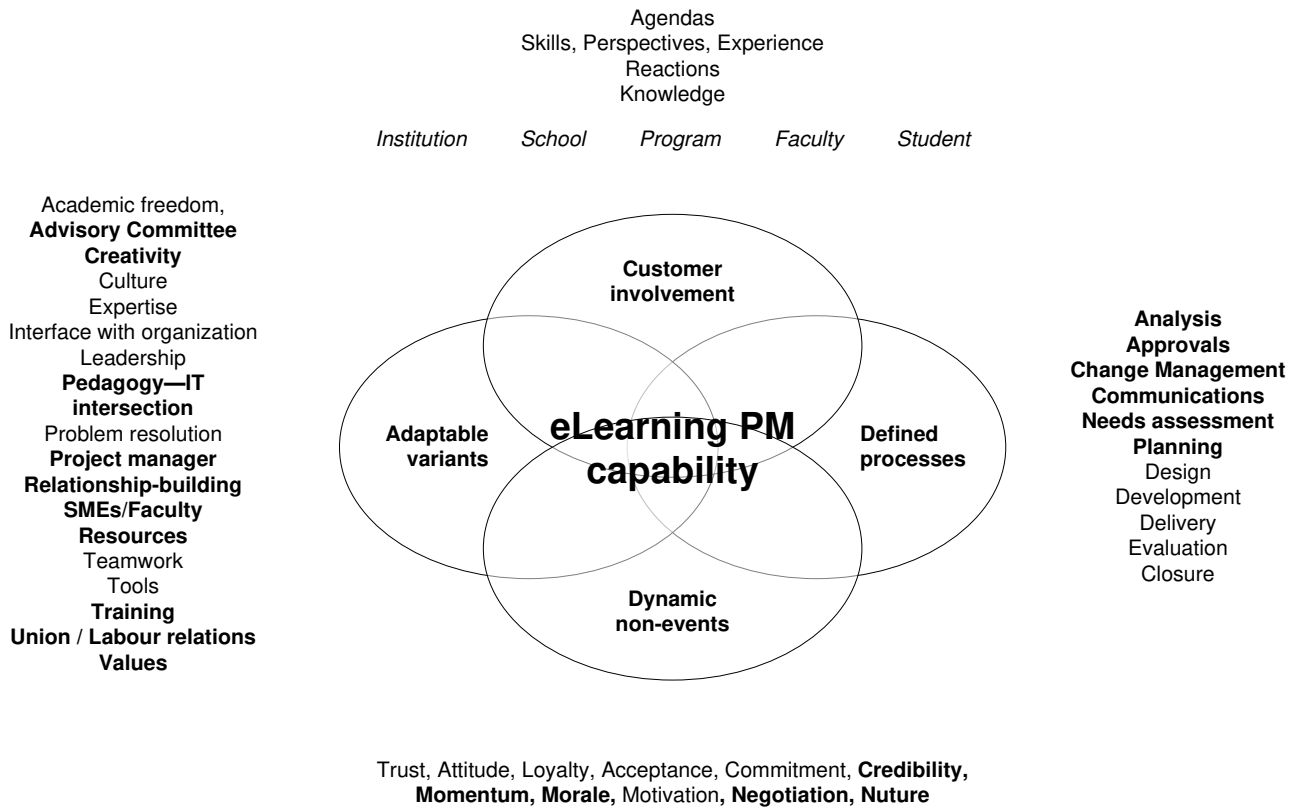 Agendas
Skills, Perspectives, Experience
Reactions
Knowledge
Institution School Program Faculty Student
Academic freedom,
Advisory Committee
Creativity
Culture
Expertise
Interface with organization
Leadership
Pedagogy—IT
intersection
Problem resolution
Project manager
Relationship-building
SMEs/Faculty
Resources
Teamwork
Tools
Training
Union / Labour relations
Values
Customer
involvement
Adaptable
variants
eLearning PM
capability
Defined
processes
Dynamic
non-events
Analysis
Approvals
Change Management
Communications
Needs assessment
Planning
Design
Development
Delivery
Evaluation
Closure
Trust, Attitude, Loyalty, Acceptance, Commitment, Credibility,
Momentum, Morale, Motivation, Negotiation, Nuture